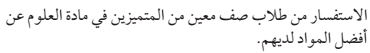 الاستفسار من طلاب صف معين من المتميزين في مادة العلوم عن
أفضل المواد لديهم.